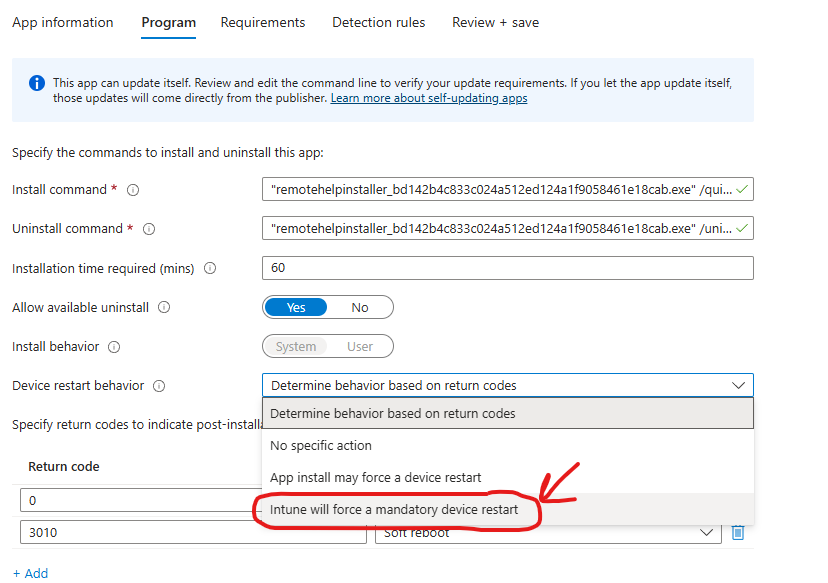 App information Program Requirements Detection rules Review + save
This app can update itself. Review and edit the command line to verify your update requirements. If you let the app update itself,
those updates will come directly from the publisher. Learn more about self-updating apps
Specify the commands to install and uninstall this app:
Install command * "remotehelpinstaller_bd142b4c833c024a512ed124a1f9058461e18cab.exe" /qui...
Uninstall command * "remotehelpinstaller_bd142b4c833c024a512ed124a1f9058461e18cab.exe" /uni...
Installation time required (mins) 60
Allow available uninstall Yes No
Install behavior System User
Device restart behavior Determine behavior based on return codes
Determine behavior based on return codes
Specify return codes to indicate post-installa
No specific action
Return code
App install may force a device restart
0
Intune will force a mandatory device restart
3010 Soft reboot
+ Add